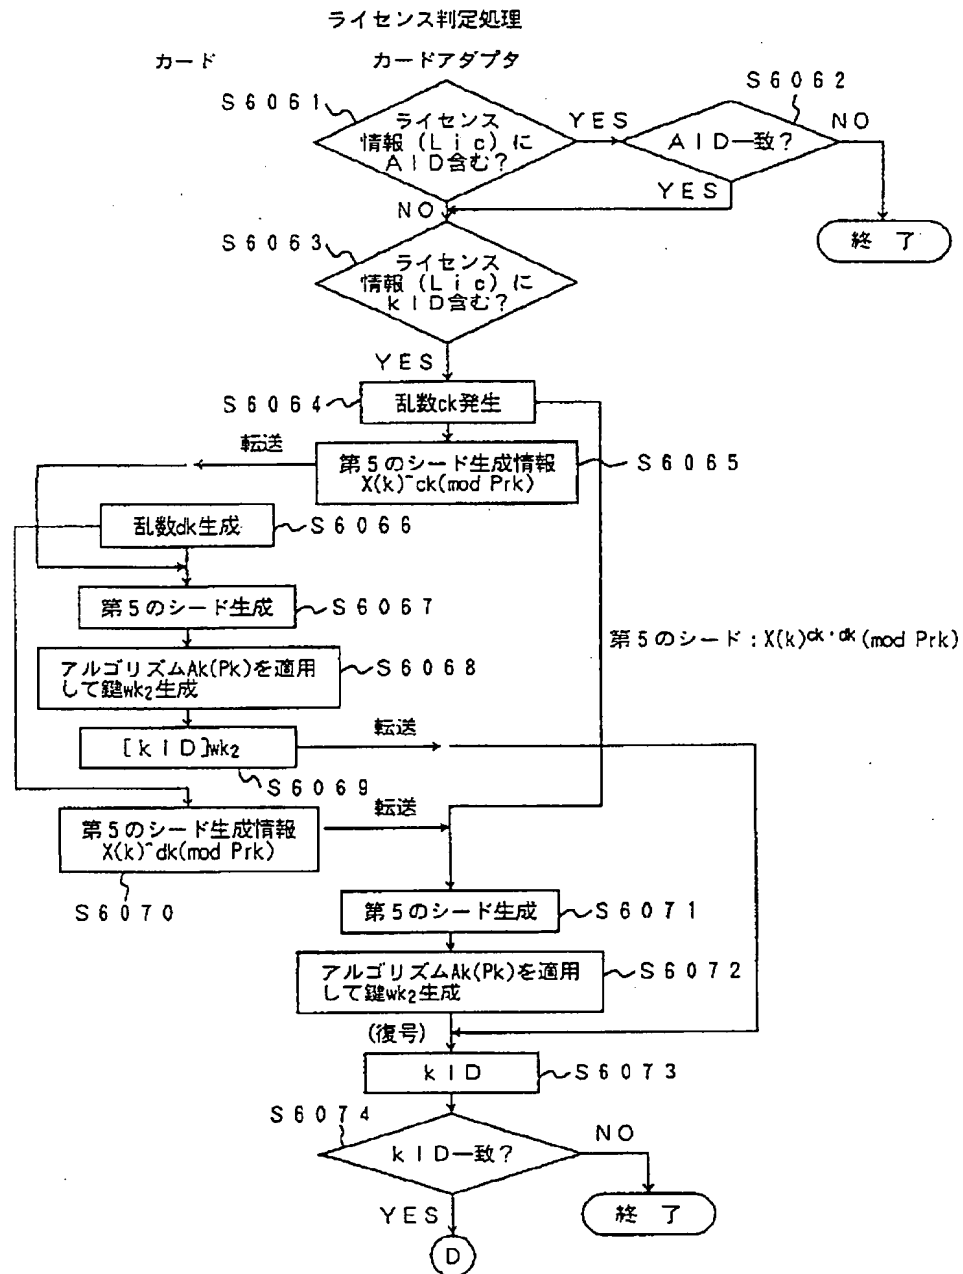 ライセンス判定処理
カード
カードアダプタ
S6061
ライセンス
情報(Lic)に
AID含む?
YES
S6062
AID一致?
NO
YES
終 了
NO
S6063
ライセンス
情報(Lic)に
kID含む?
YES
S6064
乱数ck発生
転送
第5のシード生成情報
X(k)^ck(mod Prk)
S6065
乱数dk生成
S6066
第5のシード生成
S6067
第5のシード:X(k)ck・dk(mod Prk)
アルゴリズムAk(Pk)を適用
して鍵wk2生成
S6068
[kID]wk2
転送
S6069
転送
第5のシード生成情報
X(k)^dk(mod Prk)
S6070
第5のシード生成
S6071
アルゴリズムAk(Pk)を適用
して鍵wk2生成
S6072
(復号)
kID
S6073
S6074
kID一致?
NO
終 了
YES
D